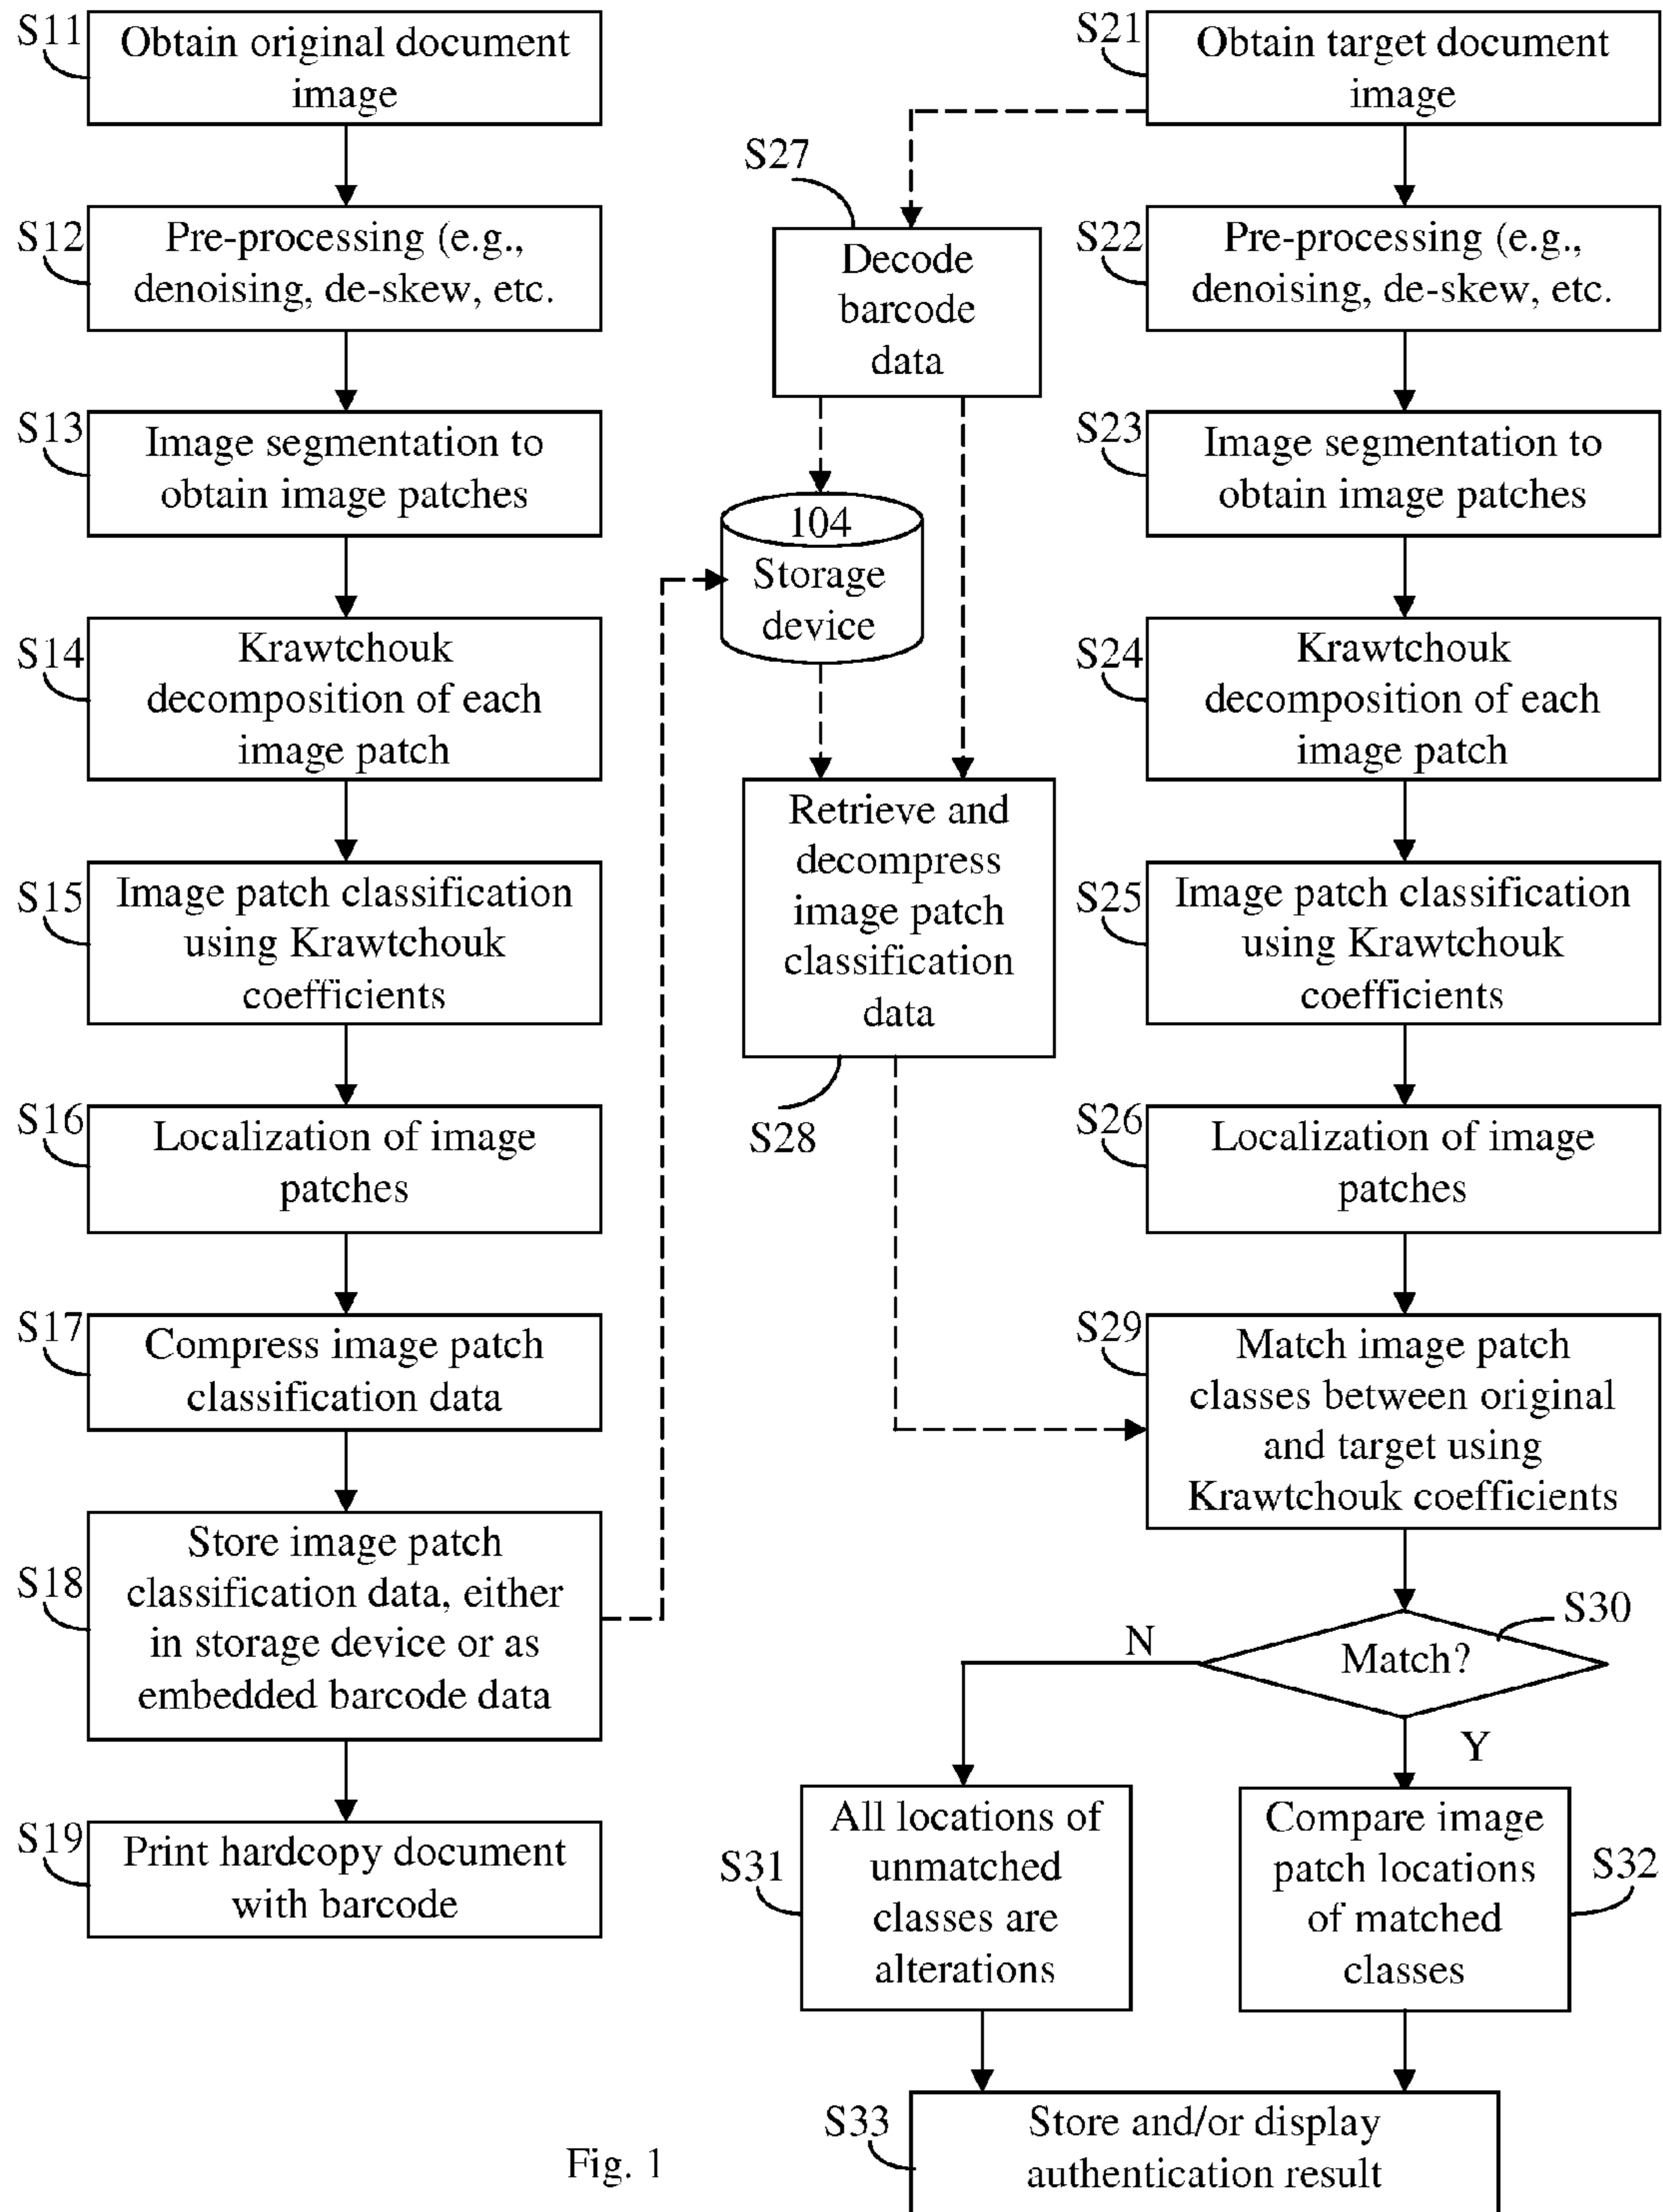 S11
Obtain original document
image
S12
Pre-processing (e.g.,
denoising, de-skew, etc.
S13
Image segmentation to
obtain image patches
S14
Krawtchouk
decomposition of each
image patch
S15
Image patch classification
using Krawtchouk
coefficients
S16
Localization of image
patches
S17
Compress image patch
classification data
S18
Store image patch
classification data, either
in storage device or as
embedded barcode data
S19
Print hardcopy document
with barcode
S27
Decode
barcode
data
104
Storage
device
Retrieve and
decompress
image patch
classification
data
S28
S21
Obtain target document
image
S22
Pre-processing (e.g.,
denoising, de-skew, etc.
S23
Image segmentation to
obtain image patches
S24
Krawtchouk
decomposition of each
image patch
S25
Image patch classification
using Krawtchouk
coefficients
S26
Localization of image
patches
S29
Match image patch
classes between original
and target using
Krawtchouk coefficients
S30
Match?
N
Y
S31
All locations of
unmatched
classes are
alterations
Compare image
patch locations
of matched
classes
S32
S33
Store and/or display
authentication result
Fig. 1